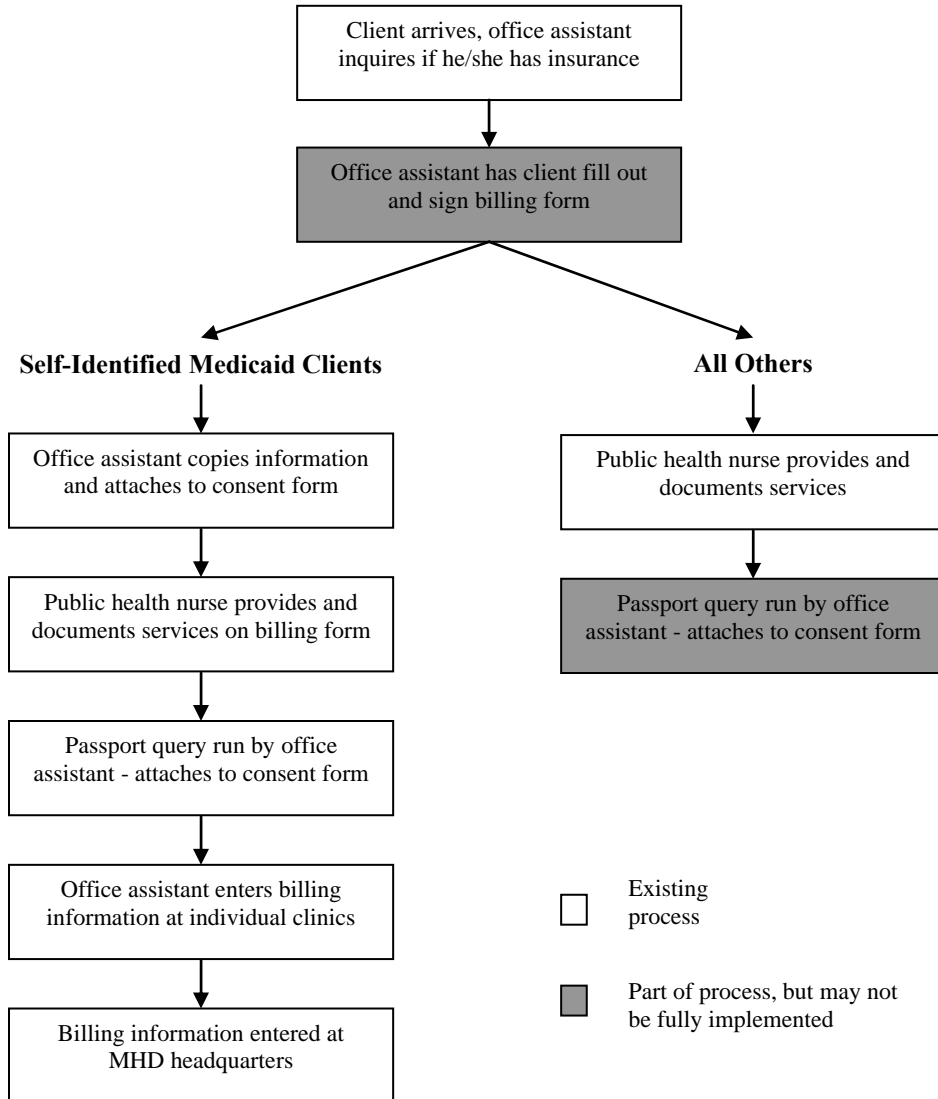 Client arrives, office assistant
inquires if he/she has insurance
Office assistant has client fill out
and sign billing form
Self-Identified Medicaid Clients
Office assistant copies information
and attaches to consent form
Public health nurse provides and
documents services on billing form
Passport query run by office
assistant - attaches to consent form
Office assistant enters billing
information at individual clinics
Billing information entered at
MHD headquarters
All Others
Public health nurse provides and
documents services
Passport query run by office
assistant - attaches to consent form
Existing
process
Part of process, but may not
be fully implemented